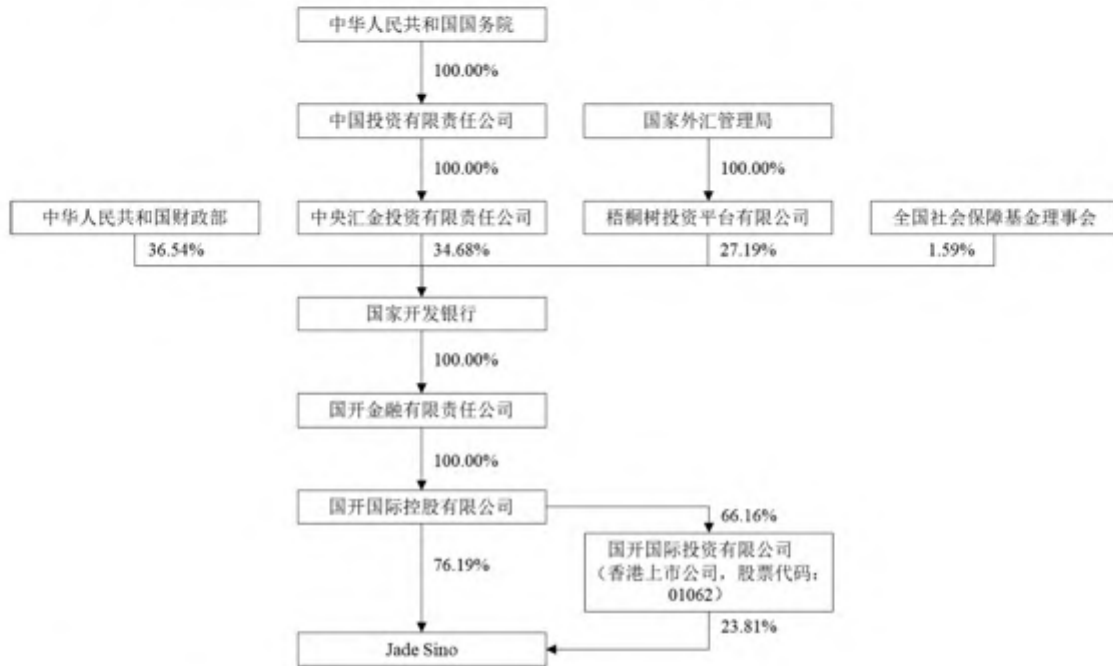 中华人民共和国国务院
100.00%
中国投资有限责任公司
国家外汇管理局
100.00%
100.00%
中华人民共和国财政部
中央汇金投资有限责任公司
梧桐树投资平台有限公司
全国社会保障基金理事会
36.54%
34.68%
27.19%
1.59%
国家开发银行
100.00%
国开金融有限责任公司
100.00%
国开国际控股有限公司
66.16%
76.19%
国开国际投资有限公司
（香港上市公司，股票代码：
01062）
23.81%
Jade Sino